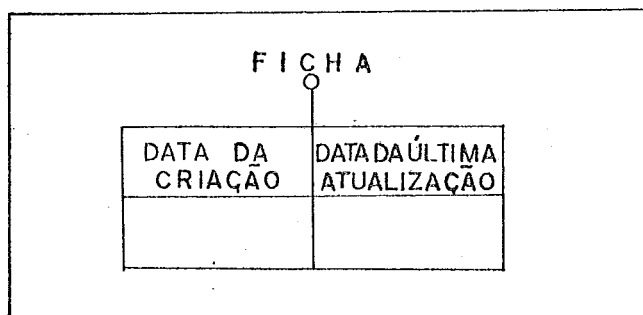 FICHA
DATA DA
CRIAÇÃO
DATA DA ÚLTIMA
ATUALIZAÇÃO